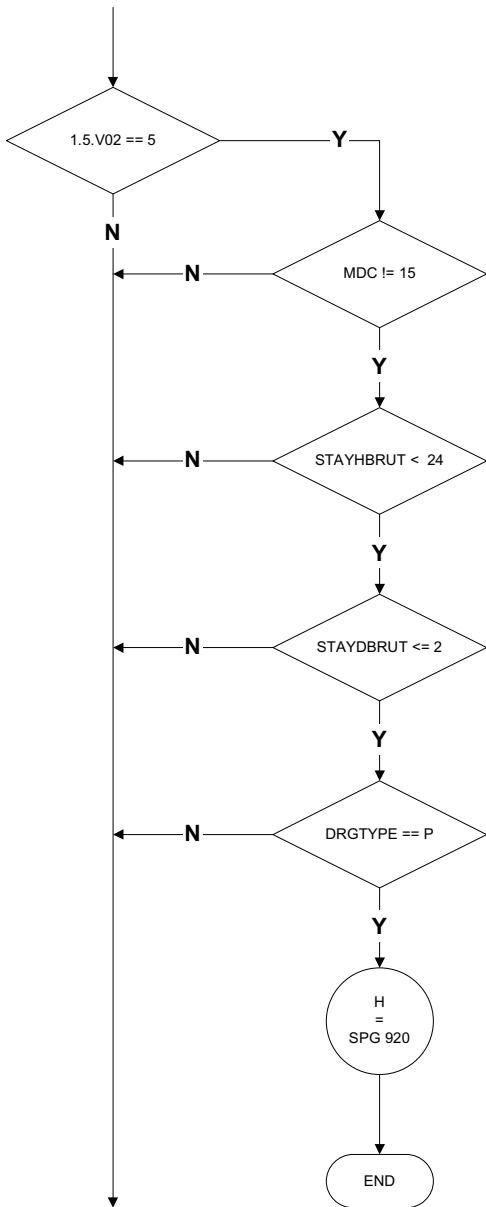 1.5.V02 == 5
Y
N
MDC != 15
N
Y
STAYHBRUT < 24
N
Y
STAYDBRUT <= 2
N
Y
DRGTYPE == P
N
Y
H
=
SPG 920
END